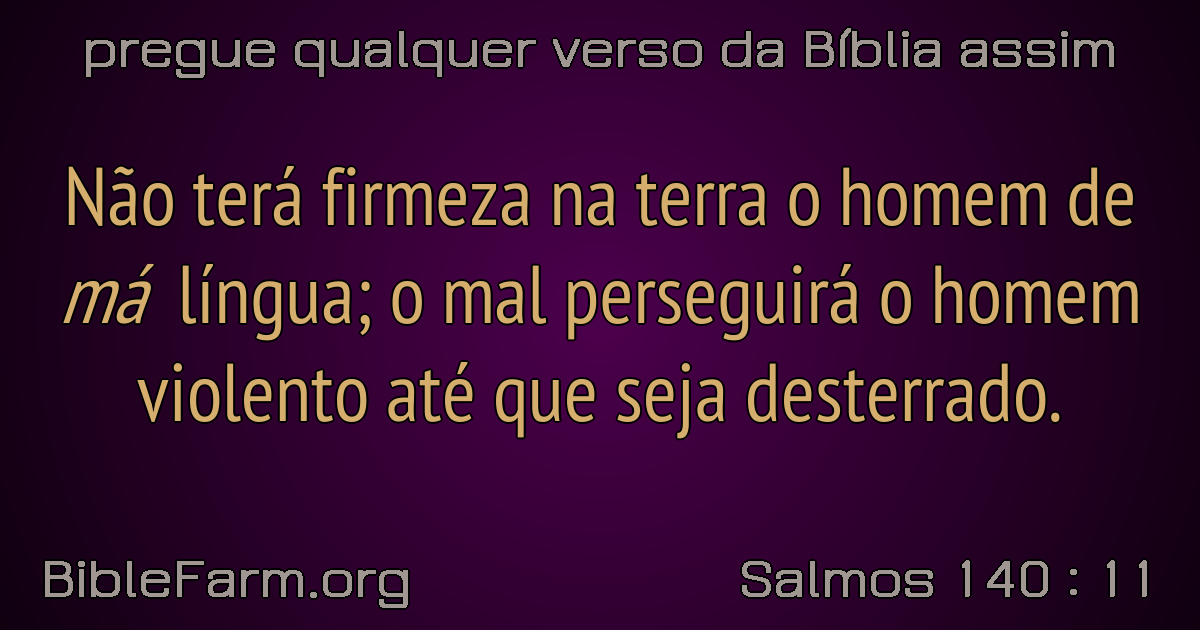 pregue qualquer verso da Bíblia assim
Não terá firmeza na terra o homem de
má língua; o mal perseguirá o homem
violento até que seja desterrado.
BibleFarm.org
Salmos 140 : 11